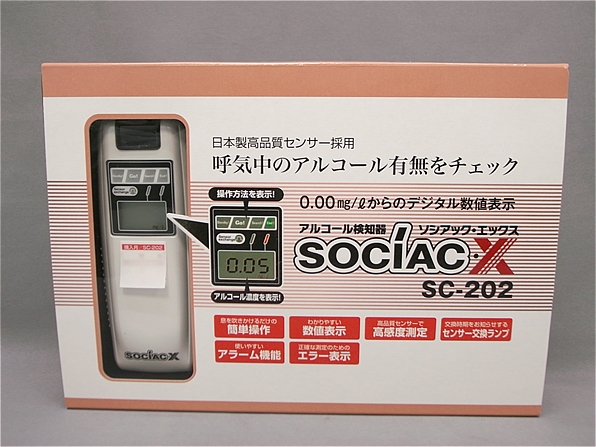 日本製高品質センサー採用
呼気中のアルコール有無をチェック
操作方法を表示!
0.00mg/ℓからのデジタル数値表示
アルコール検知器 ソシアック・エックス
SOCIAC・X
SC-202
Go!
0.05
アルコール濃度を表示!
Go!
購入月/SC-202
SOCIAC・X
息を吹きかけるだけの
簡単操作
わかりやすい
数値表示
高品質センサーで
高感度測定
交換時期をお知らせする
センサー交換ランプ
使いやすい
アラーム機能
正確な測定のための
エラー表示